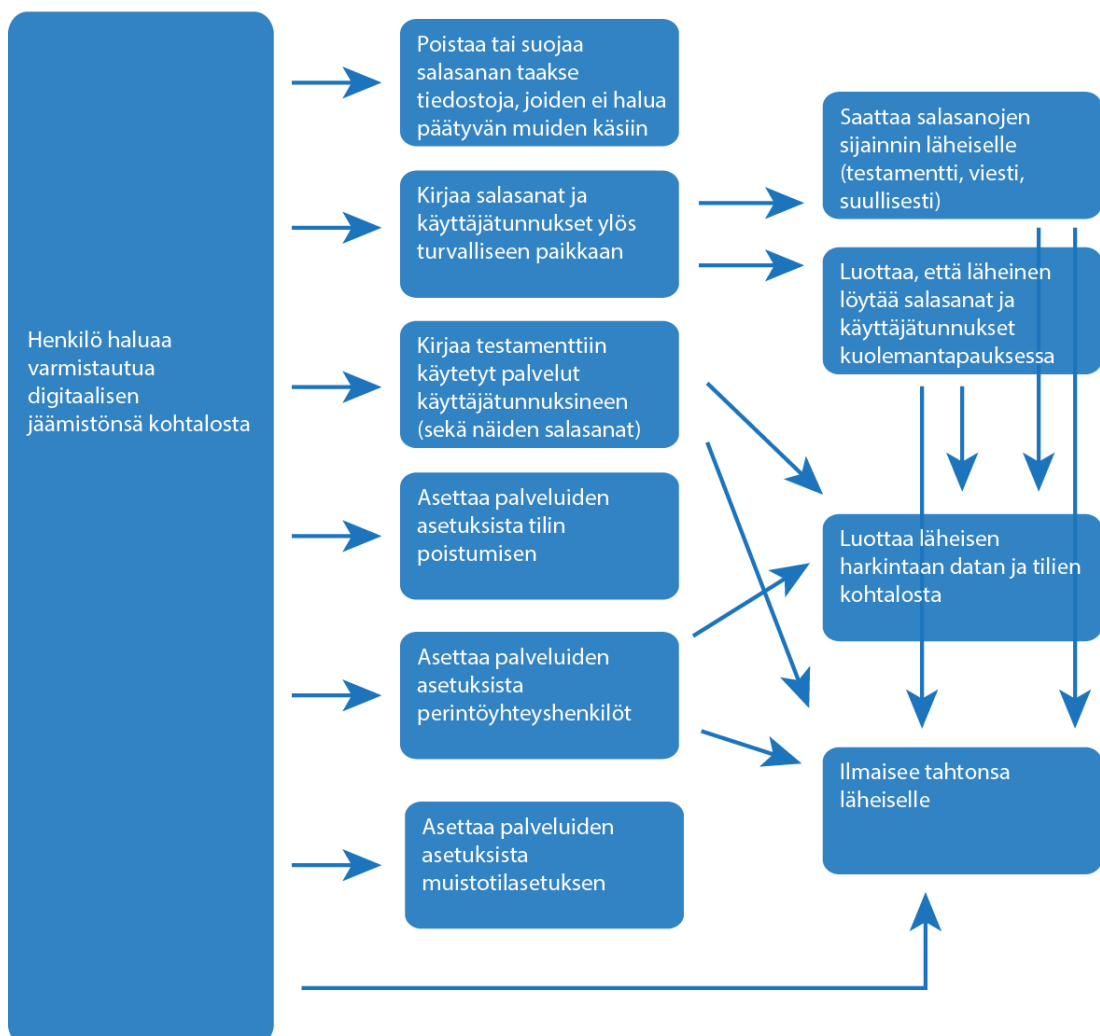 Henkilö haluaa
varmistautua
digitaalisen
jäämistönsä kohtalosta
Poistaa tai suojaa
salasanan taakse
tiedostoja, joiden ei halua
päätyvän muiden käsiin
Kirjaa salasanat ja
käyttäjätunnukset ylös
turvalliseen paikkaan
Kirjaa testamenttiin
käytetyt palvelut
käyttäjätunnuksineen
(sekä näiden salasanat)
Asettaa palveluiden
asetuksista tilin
poistumisen
Asettaa palveluiden
asetuksista
perintöyhteyshenkilöt
Asettaa palveluiden
asetuksista
muistotilasetuksen
Saattaa salasanojen
sijainnin läheiselle
(testamentti, viesti,
suullisesti)
Luottaa, että läheinen
löytää salasanat ja
käyttäjätunnukset
kuolemantapauksessa
Luottaa läheisen
harkintaan datan ja tilien
kohtalosta
Ilmaisee tahtonsa
läheiselle